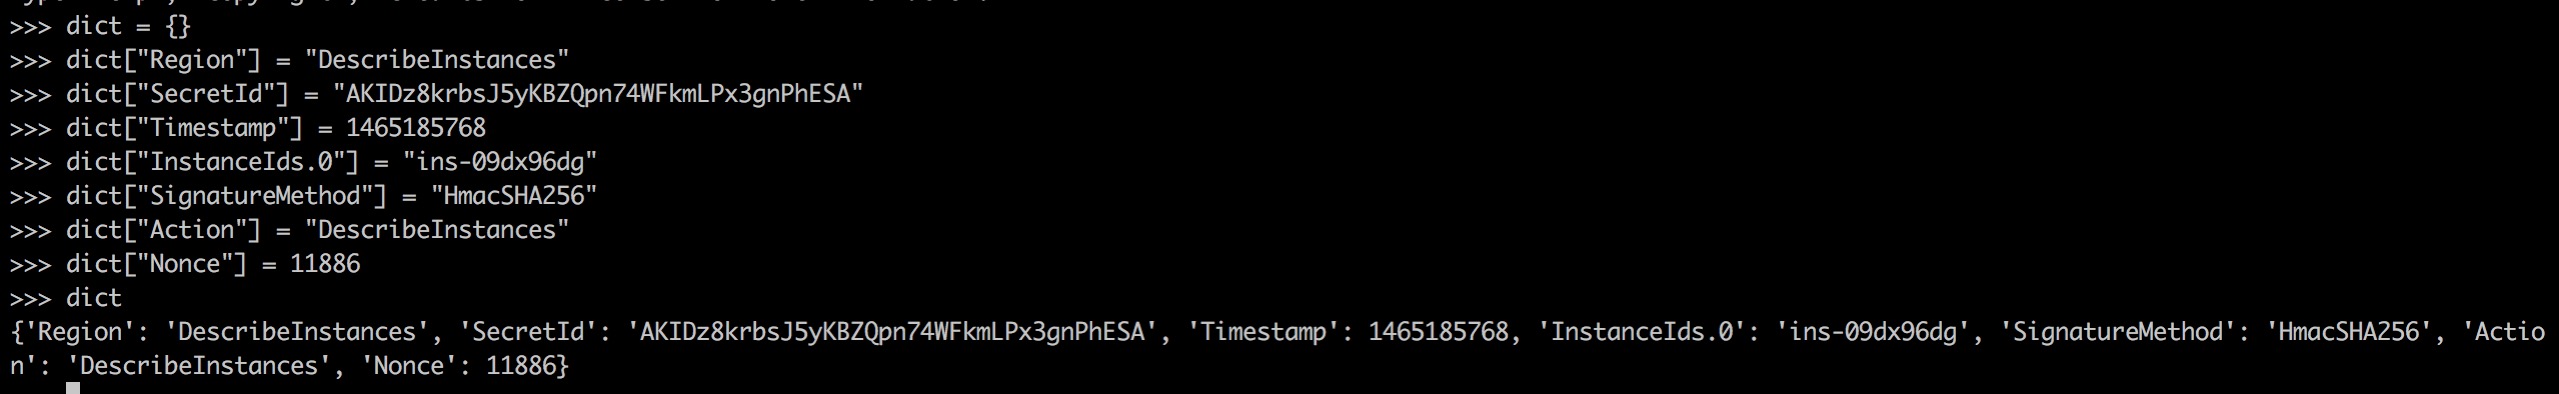 >>> dict = {}
>>> dict["Region"] = "DescribeInstances"
>>> dict["SecretId"] = "AKIDz8krbsJ5yKBZQpn74WFkmLPx3gnPhESA"
>>> dict["Timestamp"] = 1465185768
>>> dict["InstanceIds.0"] = "ins-09dx96dg"
>>> dict["SignatureMethod"] = "HmacSHA256"
>>> dict["Action"] = "DescribeInstances"
>>> dict["Nonce"] = 11886
>>> dict
{'Region': 'DescribeInstances', 'SecretId': 'AKIDz8krbsJ5yKBZQpn74WFkmLPx3gnPhESA', 'Timestamp': 1465185768, 'InstanceIds.0': 'ins-09dx96dg', 'SignatureMethod': 'HmacSHA256', 'Actio
n': 'DescribeInstances', 'Nonce': 11886}